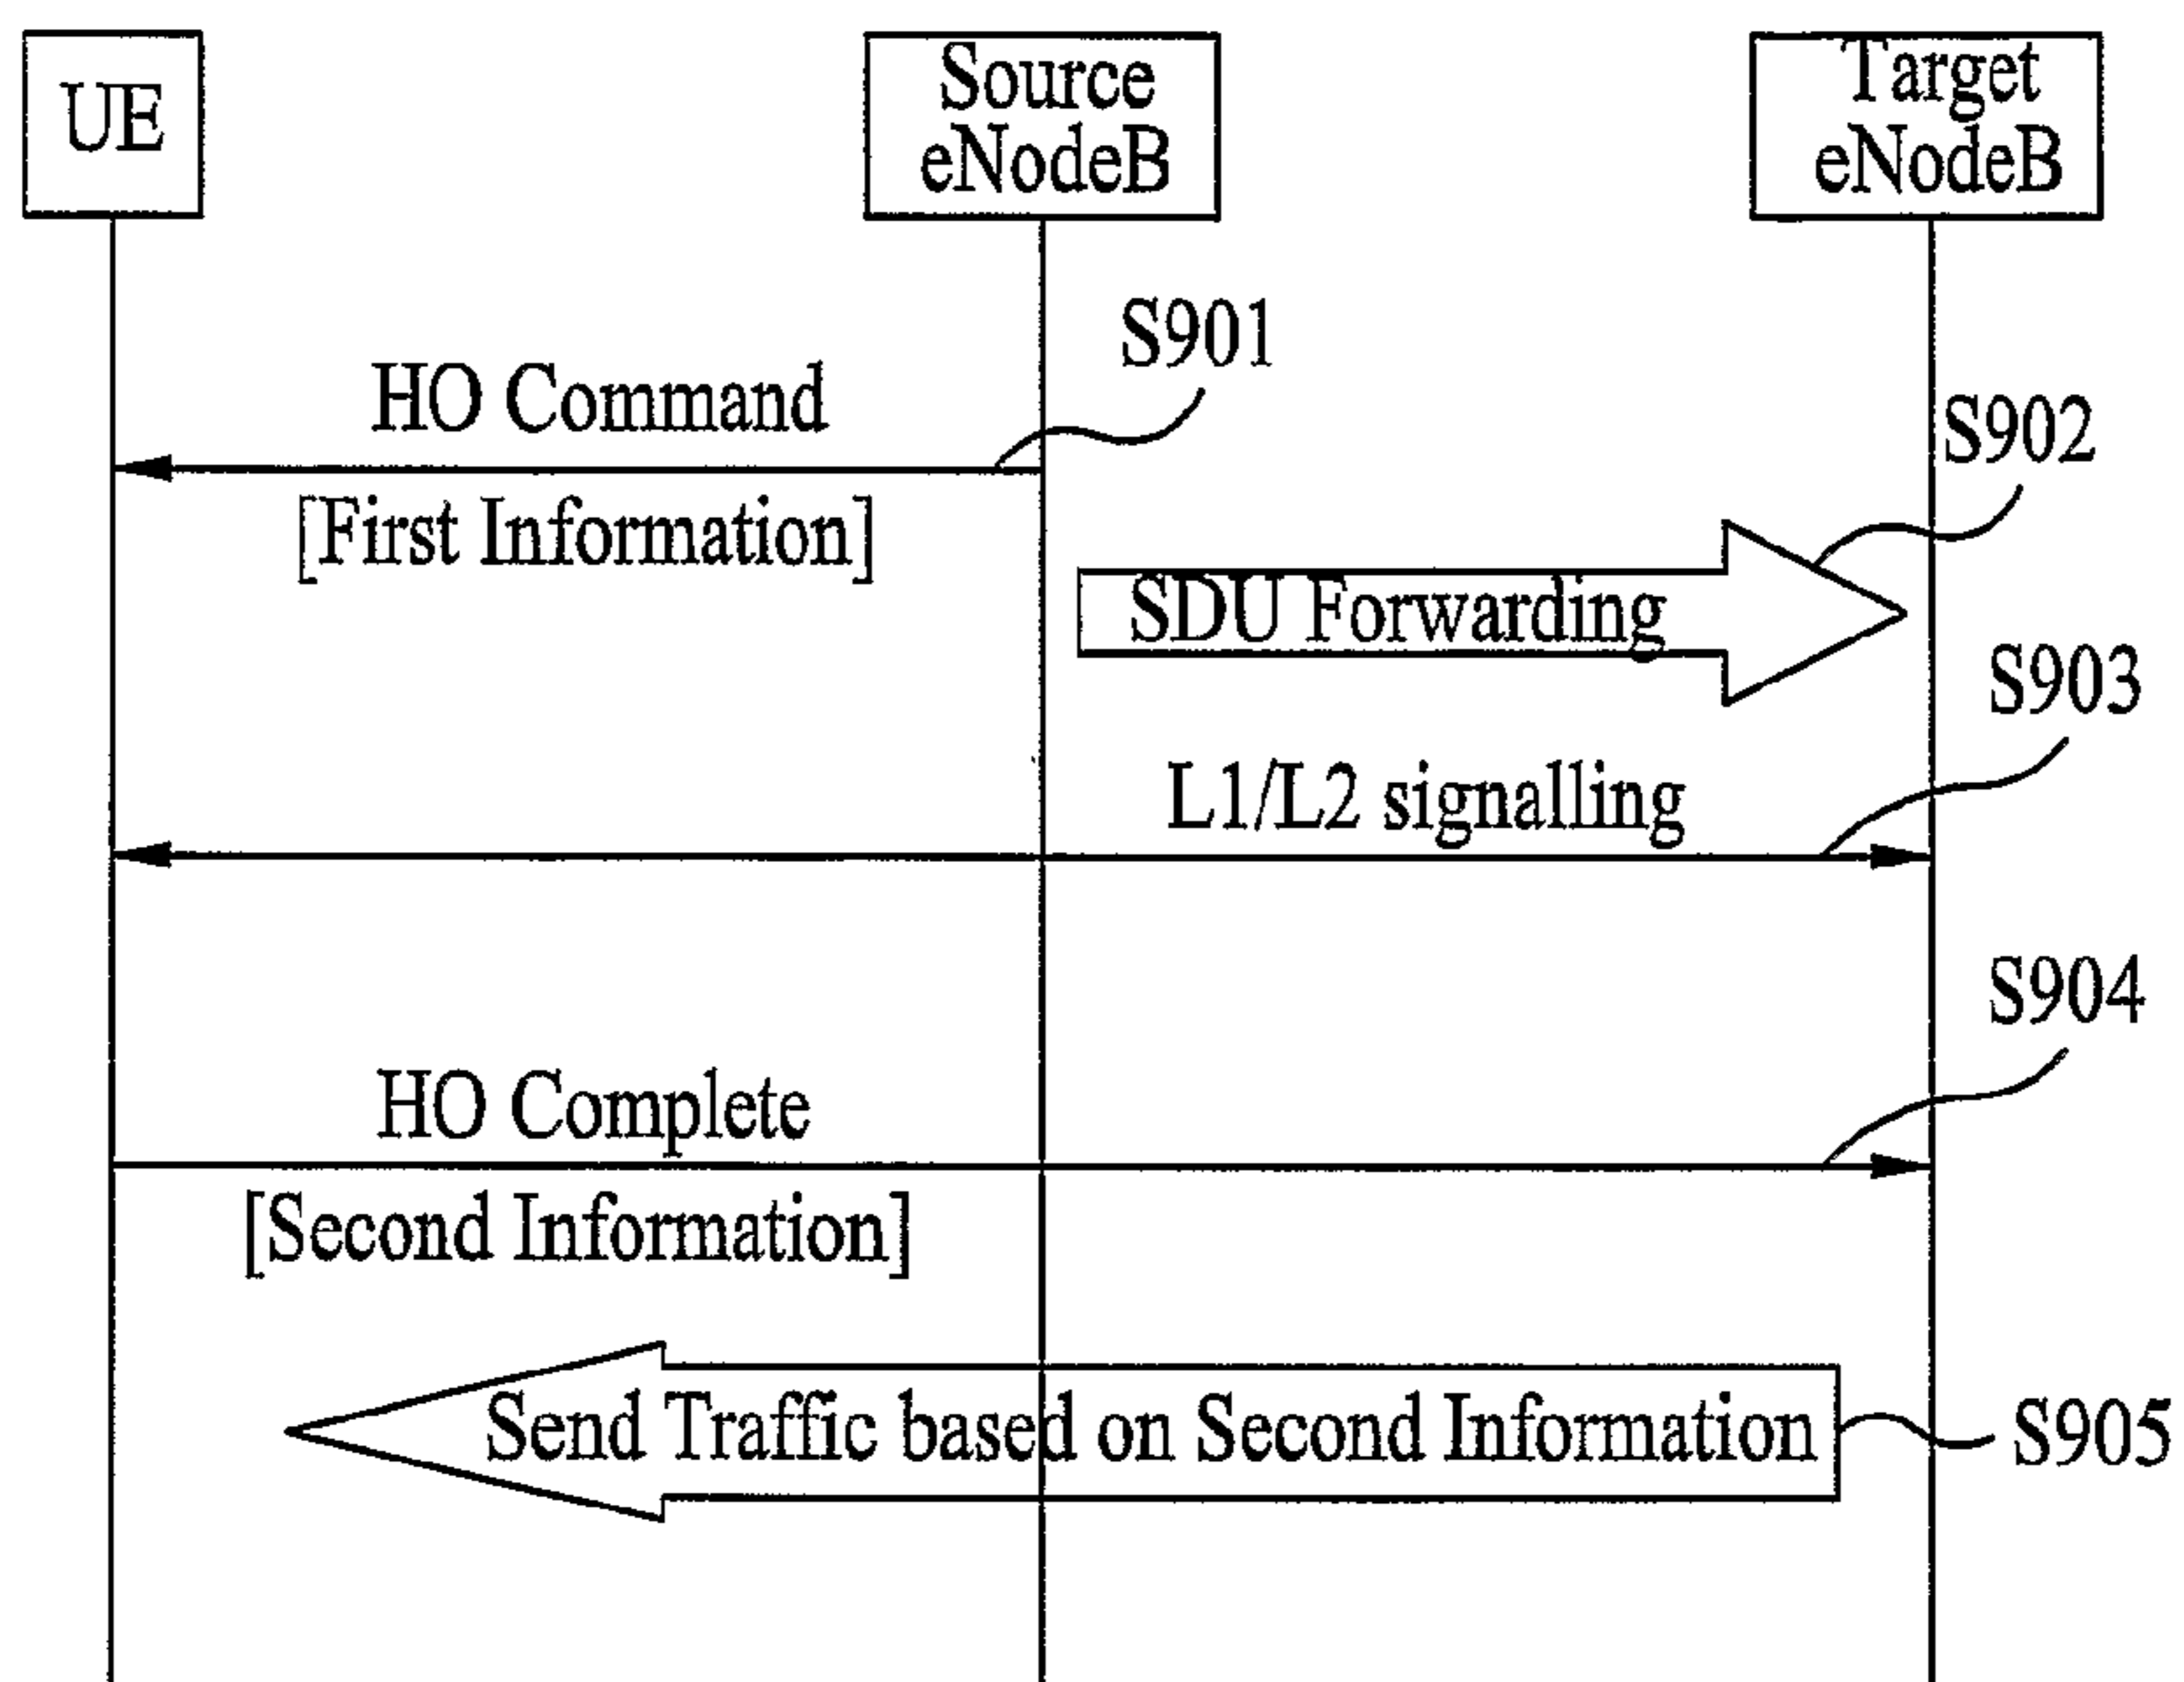 UE
Source
eNodeB
Target
eNodeB
S901
HO Command
S902
[First Information]
SDU Forwarding
S903
L1/L2 signalling
S904
HO Complete
[Second Information]
Send Traffic based on Second Information
S905